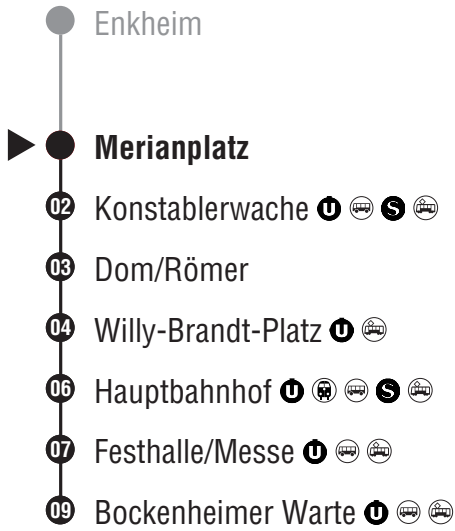 Enkheim
Merianplatz
02 Konstablerwache U S
03 Dom/Römer
04 Willy-Brandt-Platz U
06 Hauptbahnhof U S
07 Festhalle/Messe U
09 Bockenheimer Warte U